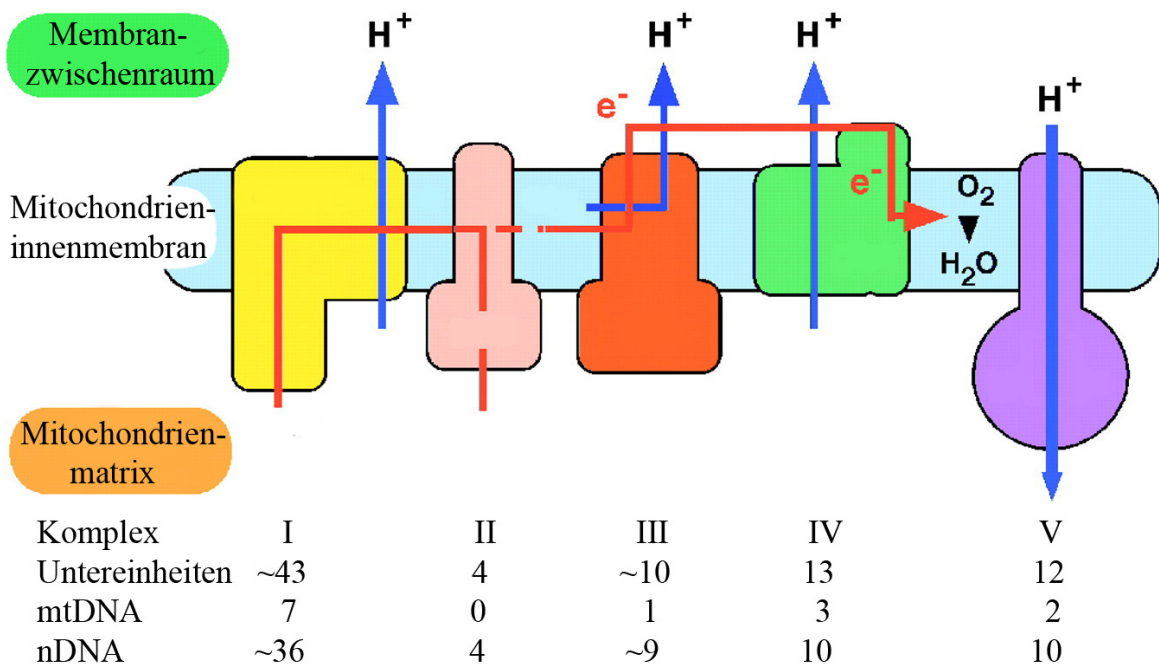 Membran-
zwischenraum
H+ H+ H+
H+
e-
e-
O2
H2O
Mitochondrien-
innenmembran
Mitochondrien-
matrix
Komplex I II III IV V
Untereinheiten ~43 4 ~10 13 12
mtDNA 7 0 1 3 2
nDNA ~36 4 ~9 10 10